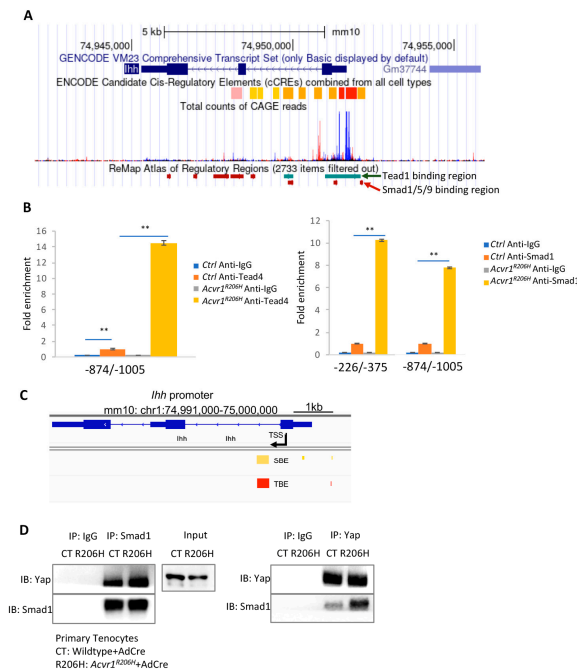 A
5 kb
mm10
74,945,000
74,950,000
74,955,000
GENCODE VM23 Comprehensive Transcript Set (only Basic displayed by default)
Ihh
Gm37744
ENCODE Candidate Cis-Regulatory Elements (cCREs) combined from all cell types
Total counts of CAGE reads
ReMap Atlas of Regulatory Regions (2733 items filtered out)
Tead1 binding region
Smad1/5/9 binding region
B
Fold enrichment
16
14
12
10
8
6
4
2
0
**
**
-874/-1005
Ctrl Anti-IgG
Ctrl Anti-Tead4
Acvr1R206H Anti-IgG
Acvr1R206H Anti-Tead4
Fold enrichment
12
10
8
6
4
2
0
**
**
-226/-375
-874/-1005
Ctrl Anti-IgG
Ctrl Anti-Smad1
Acvr1R206H Anti-IgG
Acvr1R206H Anti-Smad1
C
Ihh promoter
mm10: chr1:74,991,000-75,000,000
1kb
Ihh
Ihh
TSS
SBE
TBE
D
IP: IgG
IP: Smad1
Input
CT R206H
CT R206H
CT R206H
IB: Yap
IB: Smad1
IP: IgG
IP: Yap
CT R206H
CT R206H
IB: Yap
IB: Smad1
Primary Tenocytes
CT: Wildtype+AdCre
R206H: Acvr1R206H+AdCre